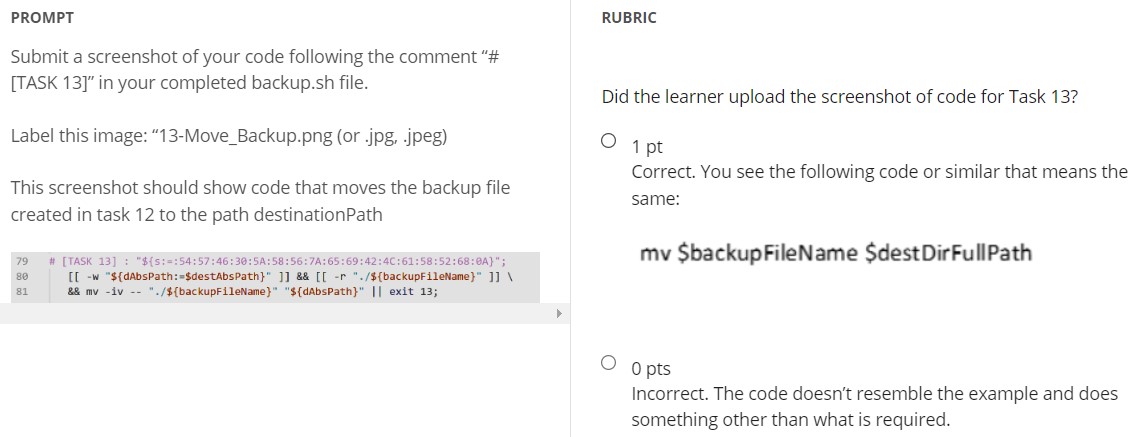 PROMPT
Submit a screenshot of your code following the comment “#
[TASK 13]” in your completed backup.sh file.
Label this image: “13-Move_Backup.png (or .jpg, .jpeg)
This screenshot should show code that moves the backup file
created in task 12 to the path destinationPath
79 # [TASK 13] : "${s:=:54:57:46:30:5A:58:56:7A:65:69:42:4C:61:58:52:68:0A}";
80 [[ -w "${dAbsPath:=$destAbsPath}" ]] && [[ -r "./${backupFileName}" ]] \
81 && mv -iv -- "./${backupFileName}" "${dAbsPath}" || exit 13;
RUBRIC
Did the learner upload the screenshot of code for Task 13?
1 pt
Correct. You see the following code or similar that means the
same:
mv $backupFileName $destDirFullPath
0 pts
Incorrect. The code doesn’t resemble the example and does
something other than what is required.